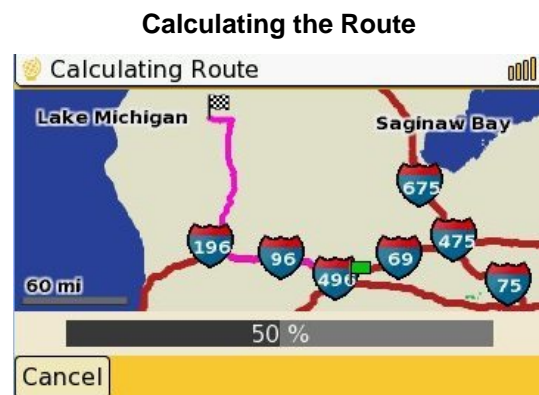 Calculating the Route
Calculating Route
Lake Michigan
Saginaw Bay
675
196
96
496
69
475
75
60 mi
50 %
Cancel